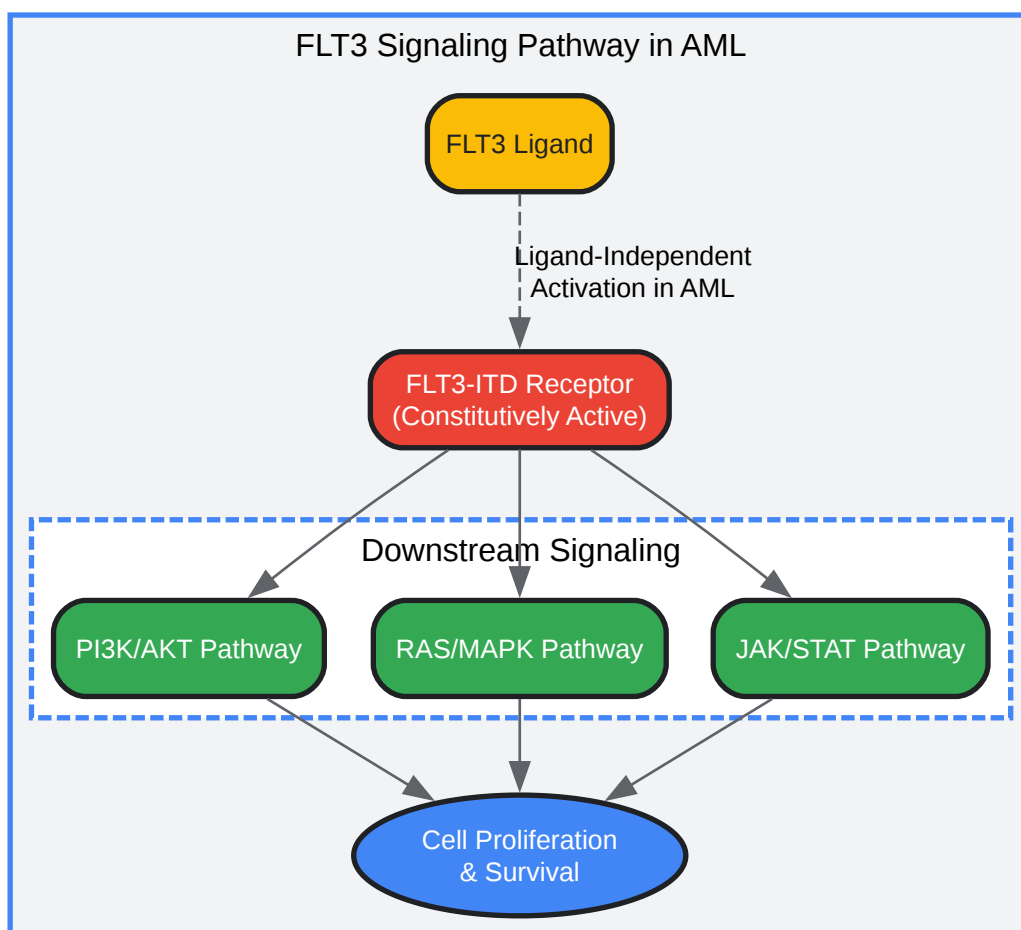 FLT3 Signaling Pathway in AML
FLT3 Ligand
Ligand-Independent
Activation in AML
FLT3-ITD Receptor
(Constitutively Active)
Downstream Signaling
PI3K/AKT Pathway
RAS/MAPK Pathway
JAK/STAT Pathway
Cell Proliferation
& Survival